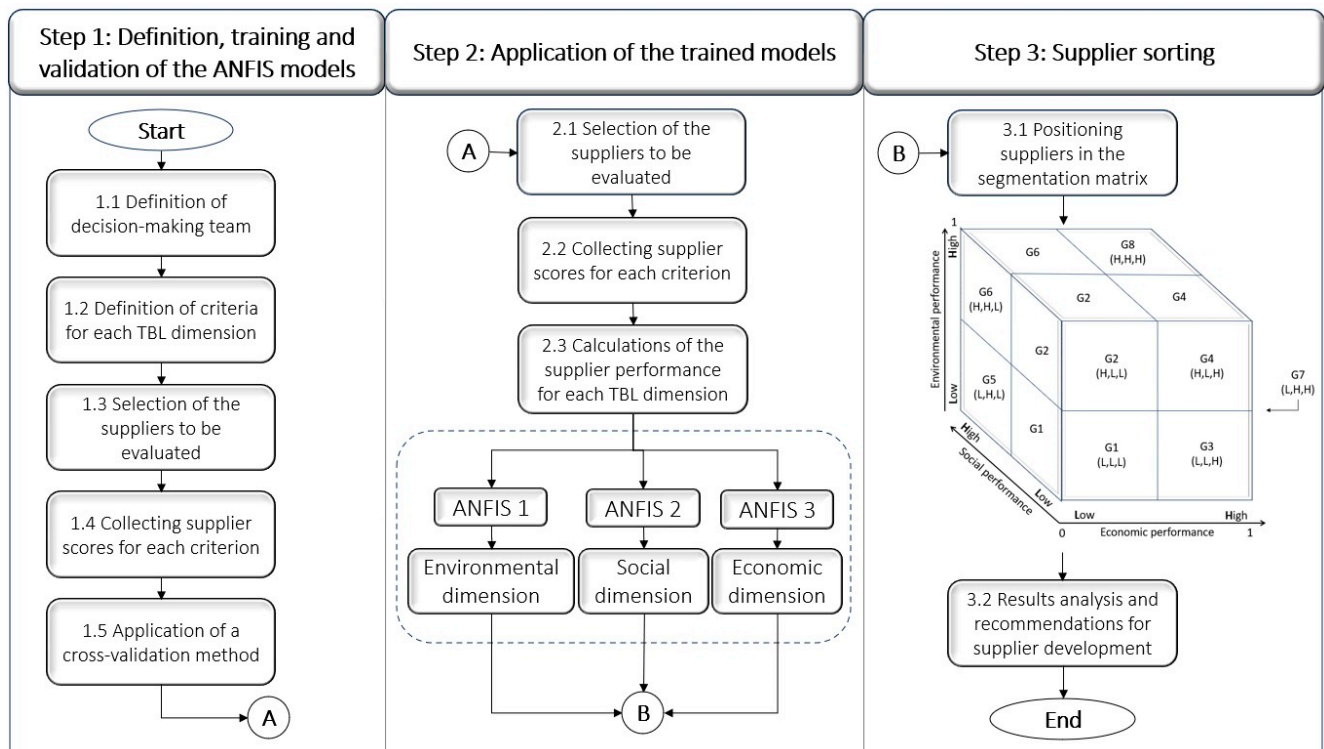 Step 1: Definition, training and
validation of the ANFIS models
Start
1.1 Definition of
decision-making team
1.2 Definition of criteria
for each TBL dimension
1.3 Selection of the
suppliers to be
evaluated
1.4 Collecting supplier
scores for each criterion
1.5 Application of a
cross-validation method
A
Step 2: Application of the trained models
A
2.1 Selection of the
suppliers to be
evaluated
2.2 Collecting supplier
scores for each criterion
2.3 Calculations of the
supplier performance
for each TBL dimension
ANFIS 1
ANFIS 2
ANFIS 3
Environmental
dimension
Social
dimension
Economic
dimension
B
Step 3: Supplier sorting
B
3.1 Positioning
suppliers in the
segmentation matrix
1
High
Environmental performance
Low
G6
G8
(H,H,H)
G2
G4
G6
(H,H,L)
G2
G2
(H,L,L)
G4
(H,L,H)
G7
(L,H,H)
G5
(L,H,L)
G1
G1
(L,L,L)
G3
(L,L,H)
High
Social performance
Low
Low
High
0
Economic performance
1
3.2 Results analysis and
recommendations for
supplier development
End